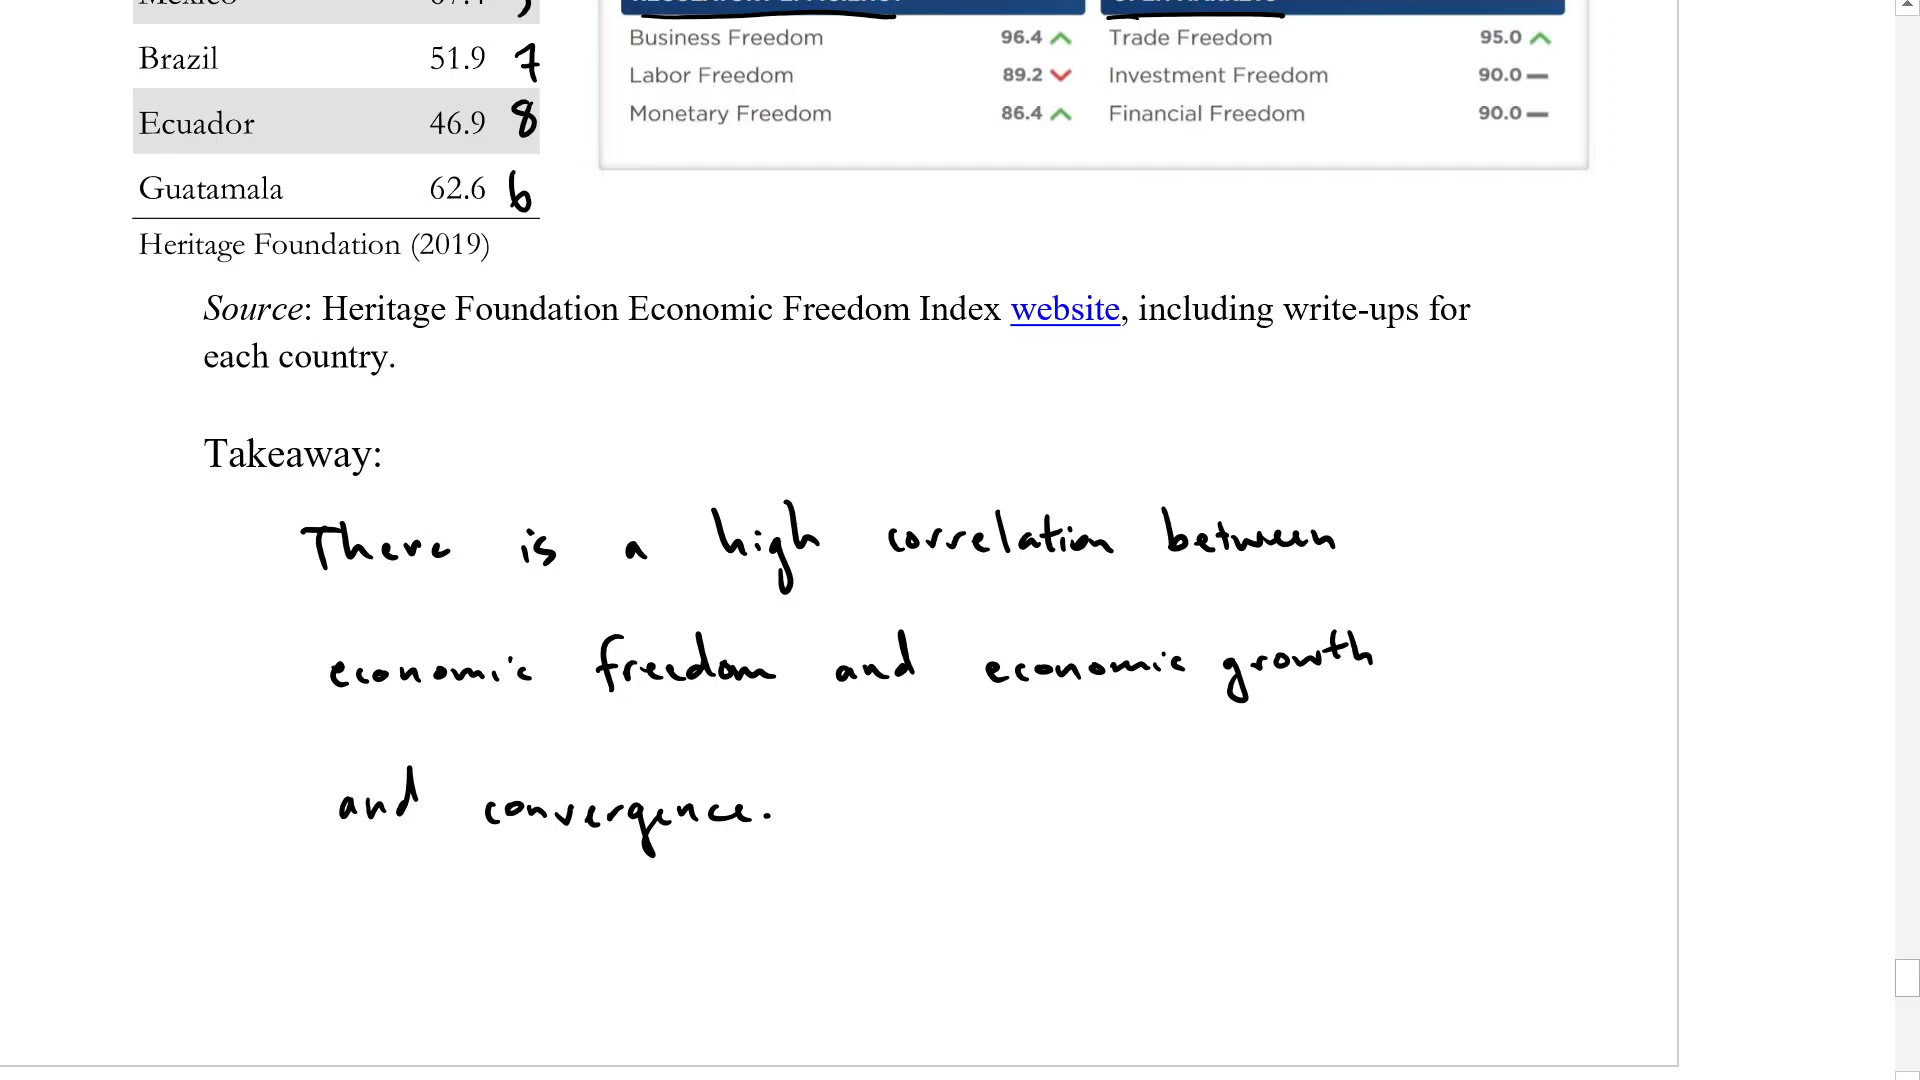 Brazil 51.9 7
Ecuador 46.9 8
Guatamala 62.6 6
Heritage Foundation (2019)
Business Freedom 96.4
Labor Freedom 89.2
Monetary Freedom 86.4
Trade Freedom 95.0
Investment Freedom 90.0
Financial Freedom 90.0
Source: Heritage Foundation Economic Freedom Index website, including write-ups for
each country.
Takeaway:
There is a high correlation between
economic freedom and economic growth
and convergence.